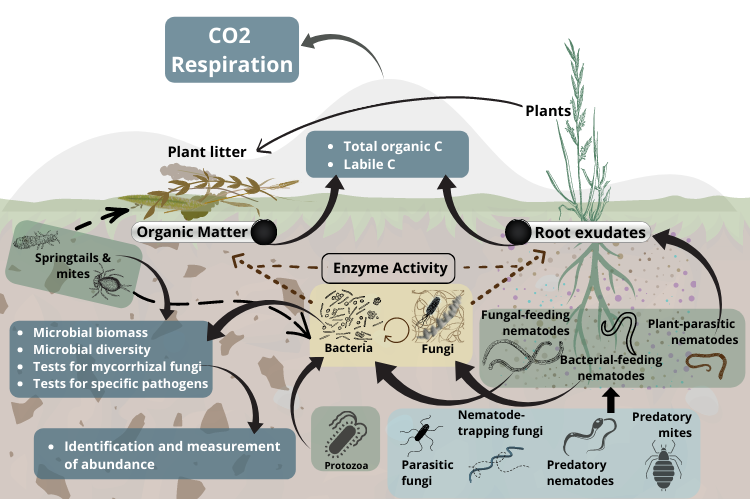 CO2
Respiration
Plants
Plant litter
• Total organic C
• Labile C
Organic Matter
Root exudates
Springtails &
mites
Enzyme Activity
• Microbial biomass
• Microbial diversity
• Tests for mycorrhizal fungi
• Tests for specific pathogens
Bacteria
Fungi
Fungal-feeding
nematodes
Plant-parasitic
nematodes
Bacterial-feeding
nematodes
• Identification and measurement
of abundance
Protozoa
Nematode-
trapping fungi
Predatory
mites
Parasitic
fungi
Predatory
nematodes